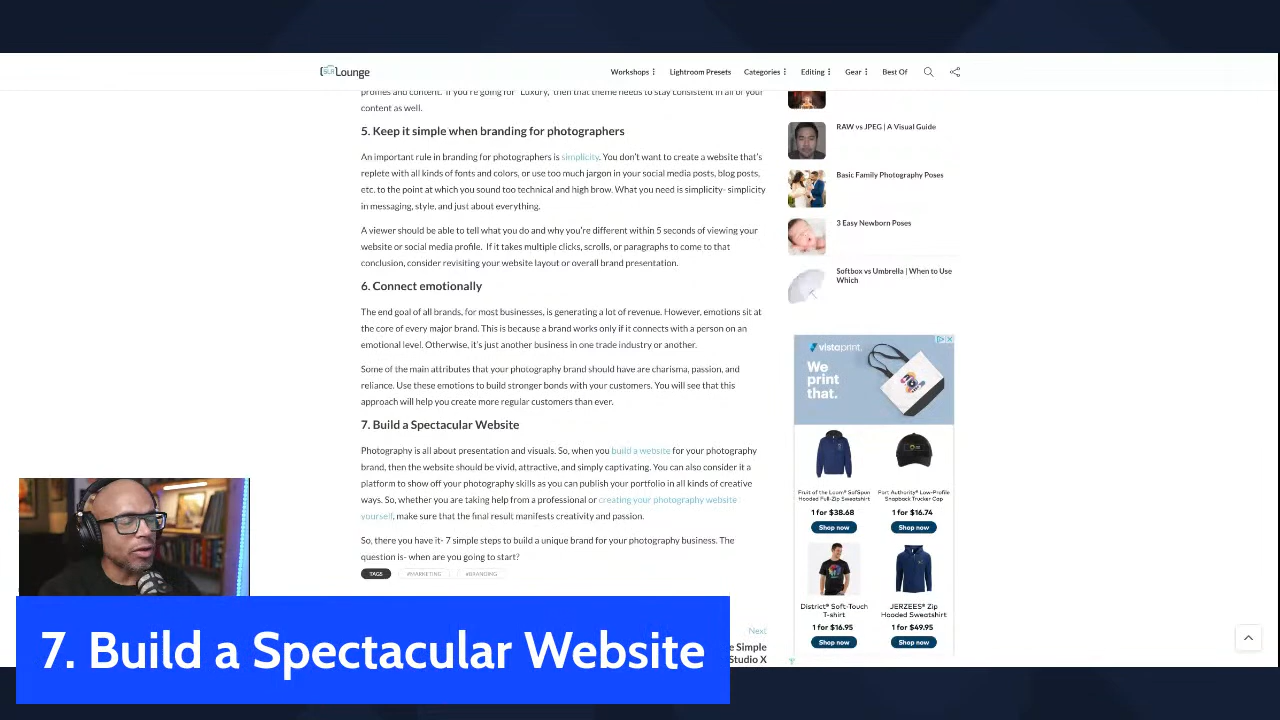 SLR Lounge
Workshops
Lightroom Presets
Categories
Editing
Gear
Best Of
profiles and content. If you're going for "Luxury," then that theme needs to stay consistent in all of your
content as well.
5. Keep it simple when branding for photographers
An important rule in branding for photographers is simplicity. You don't want to create a website that's
replete with all kinds of fonts and colors, or use too much jargon in your social media posts, blog posts,
etc. to the point at which you sound too technical and high brow. What you need is simplicity- simplicity
in messaging, style, and just about everything.
A viewer should be able to tell what you do and why you're different within 5 seconds of viewing your
website or social media profile. If it takes multiple clicks, scrolls, or paragraphs to come to that
conclusion, consider revisiting your website layout or overall brand presentation.
6. Connect emotionally
The end goal of all brands, for most businesses, is generating a lot of revenue. However, emotions sit at
the core of every major brand. This is because a brand works only if it connects with a person on an
emotional level. Otherwise, it's just another business in one trade industry or another.
Some of the main attributes that your photography brand should have are charisma, passion, and
reliance. Use these emotions to build stronger bonds with your customers. You will see that this
approach will help you create more regular customers than ever.
7. Build a Spectacular Website
Photography is all about presentation and visuals. So, when you build a website for your photography
brand, then the website should be vivid, attractive, and simply captivating. You can also consider it a
platform to show off your photography skills as you can publish your portfolio in all kinds of creative
ways. So, whether you are taking help from a professional or creating your photography website
yourself, make sure that the final result manifests creativity and passion.
So, there you have it- 7 simple steps to build a unique brand for your photography business. The
question is- when are you going to start?
TAGS
#MARKETING
#BRANDING
Next
e Simple
Studio X
RAW vs JPEG | A Visual Guide
Basic Family Photography Poses
3 Easy Newborn Poses
Softbox vs Umbrella | When to Use
Which
vistaprint.
We
print
that.
Fruit of the Loom® SofSpun
Hooded Full-Zip Sweatshirt
1 for $38.68
Shop now
Port Authority® Low-Profile
Snapback Trucker Cap
1 for $16.74
Shop now
District® Soft-Touch
T-shirt
1 for $16.95
Shop now
JERZEES® Zip
Hooded Sweatshirt
1 for $49.95
Shop now
7. Build a Spectacular Website